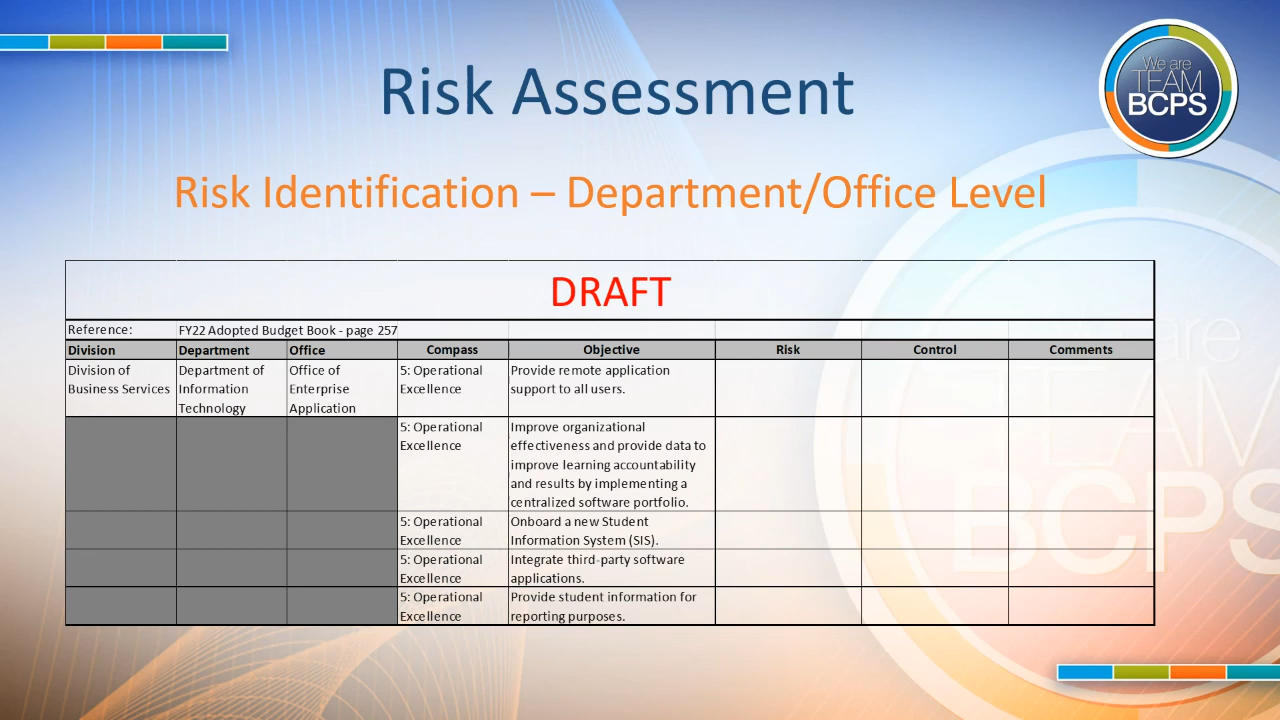 We are
TEAM
BCPS
Risk Assessment
Risk Identification – Department/Office Level
DRAFT
Reference: FY22 Adopted Budget Book - page 257
Division Department Office Compass Objective Risk Control Comments
Division of Department of Office of 5: Operational Provide remote application
Business Services Information Enterprise Excellence support to all users.
Technology Application
5: Operational Improve organizational
Excellence effectiveness and provide data to
improve learning accountability
and results by implementing a
centralized software portfolio.
5: Operational Onboard a new Student
Excellence Information System (SIS).
5: Operational Integrate third-party software
Excellence applications.
5: Operational Provide student information for
Excellence reporting purposes.
We are
TEAM
BCPS